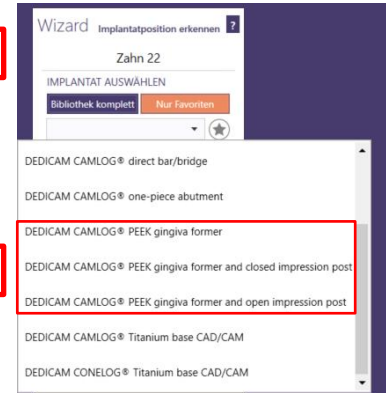 Wizard Implantatposition erkennen ?
Zahn 22
IMPLANTAT AUSWÄHLEN
Bibliothek komplett Nur Favoriten
DEDICAM CAMLOG® direct bar/bridge
DEDICAM CAMLOG® one-piece abutment
DEDICAM CAMLOG® PEEK gingiva former
DEDICAM CAMLOG® PEEK gingiva former and closed impression post
DEDICAM CAMLOG® PEEK gingiva former and open impression post
DEDICAM CAMLOG® Titanium base CAD/CAM
DEDICAM CONELOG® Titanium base CAD/CAM